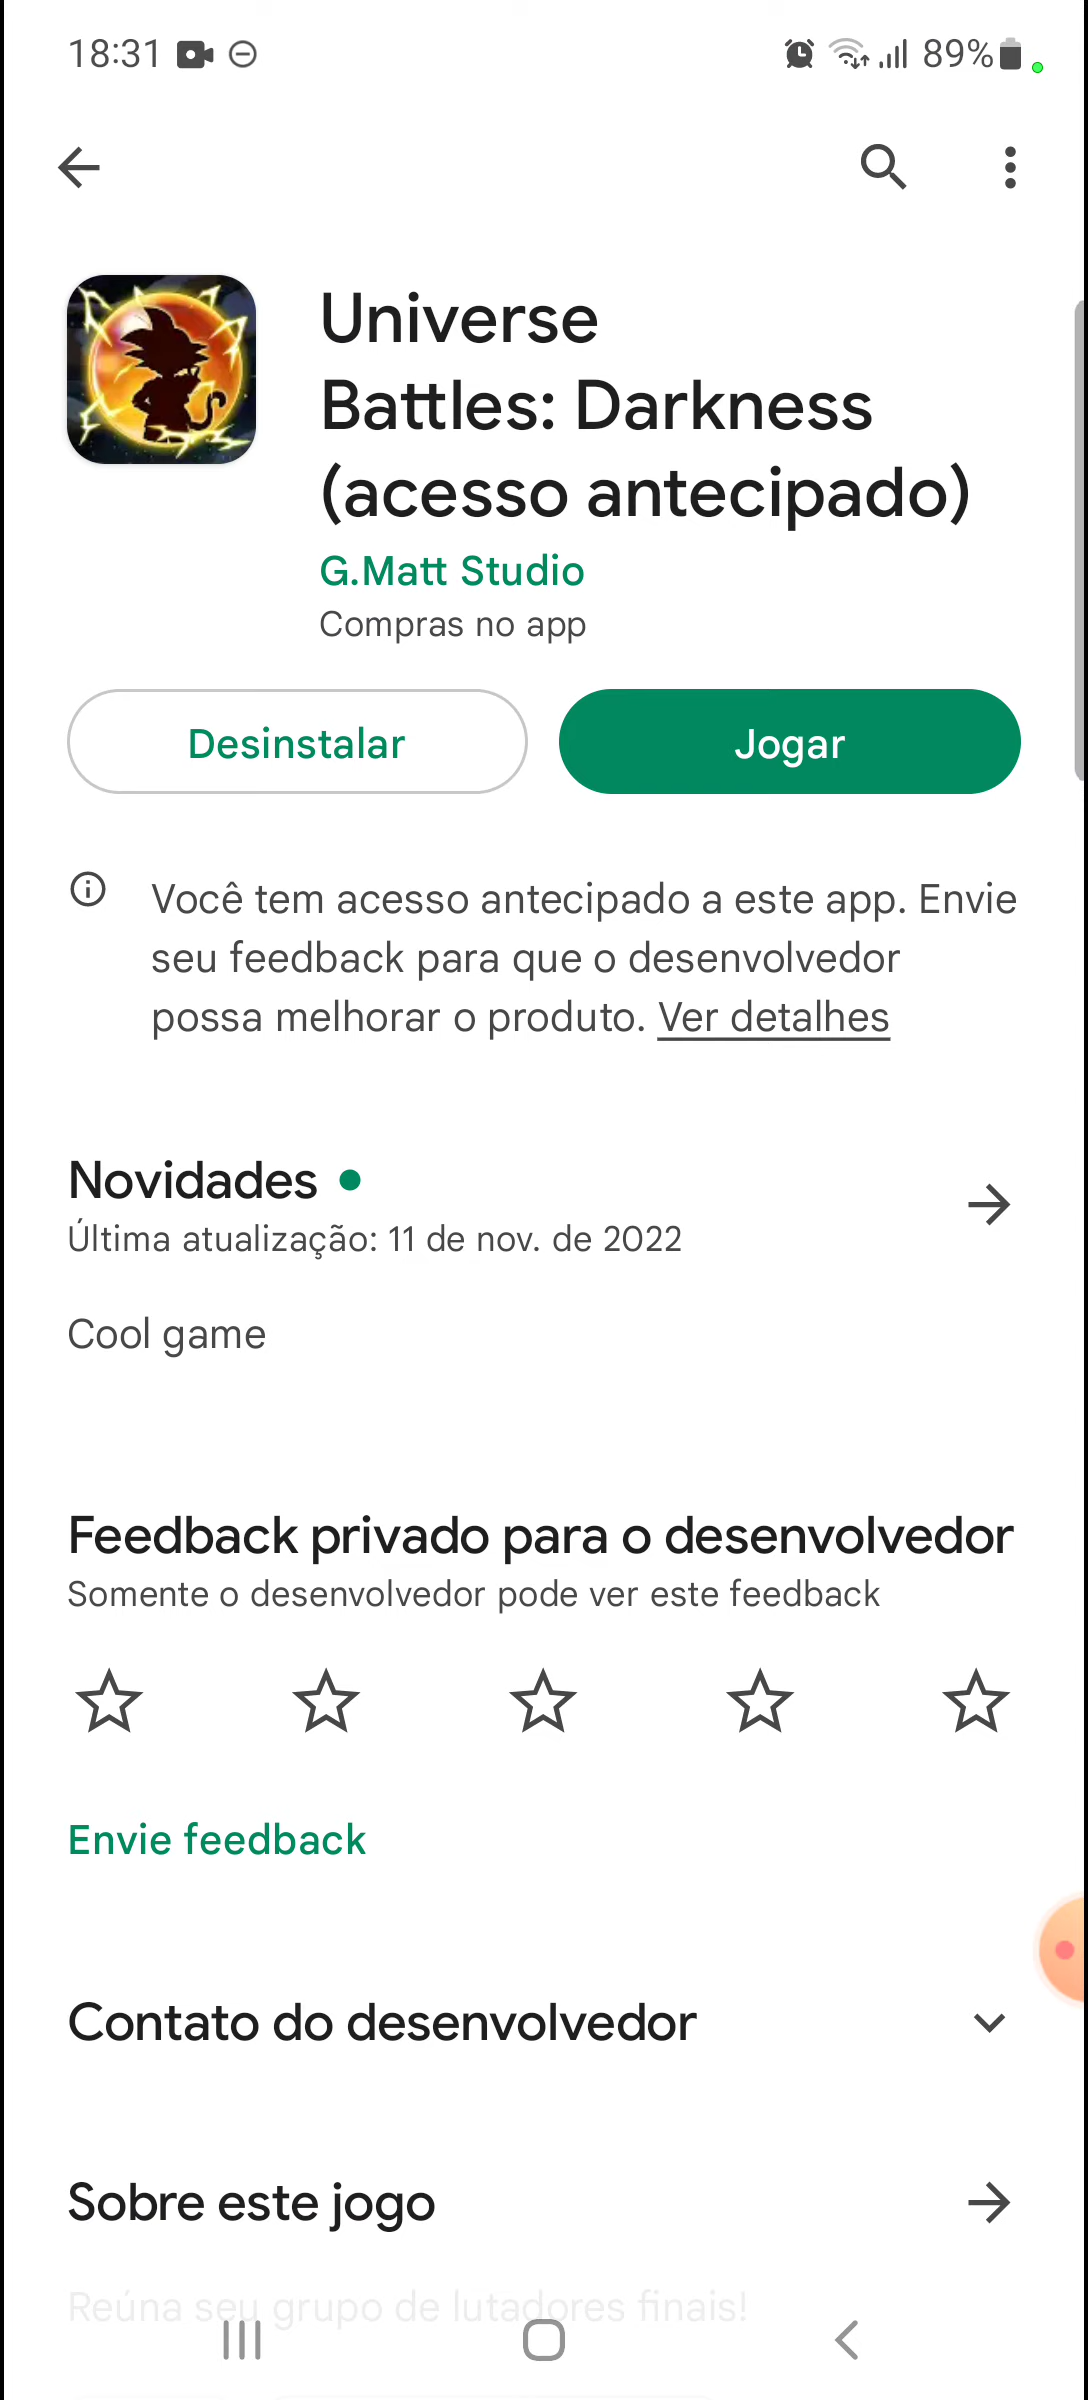 18:31
89%
Universe
Battles: Darkness
(acesso antecipado)
G.Matt Studio
Compras no app
Desinstalar
Jogar
Você tem acesso antecipado a este app. Envie
seu feedback para que o desenvolvedor
possa melhorar o produto. Ver detalhes
Novidades
Última atualização: 11 de nov. de 2022
Cool game
Feedback privado para o desenvolvedor
Somente o desenvolvedor pode ver este feedback
Envie feedback
Contato do desenvolvedor
Sobre este jogo
Reúna seu grupo de lutadores finais!